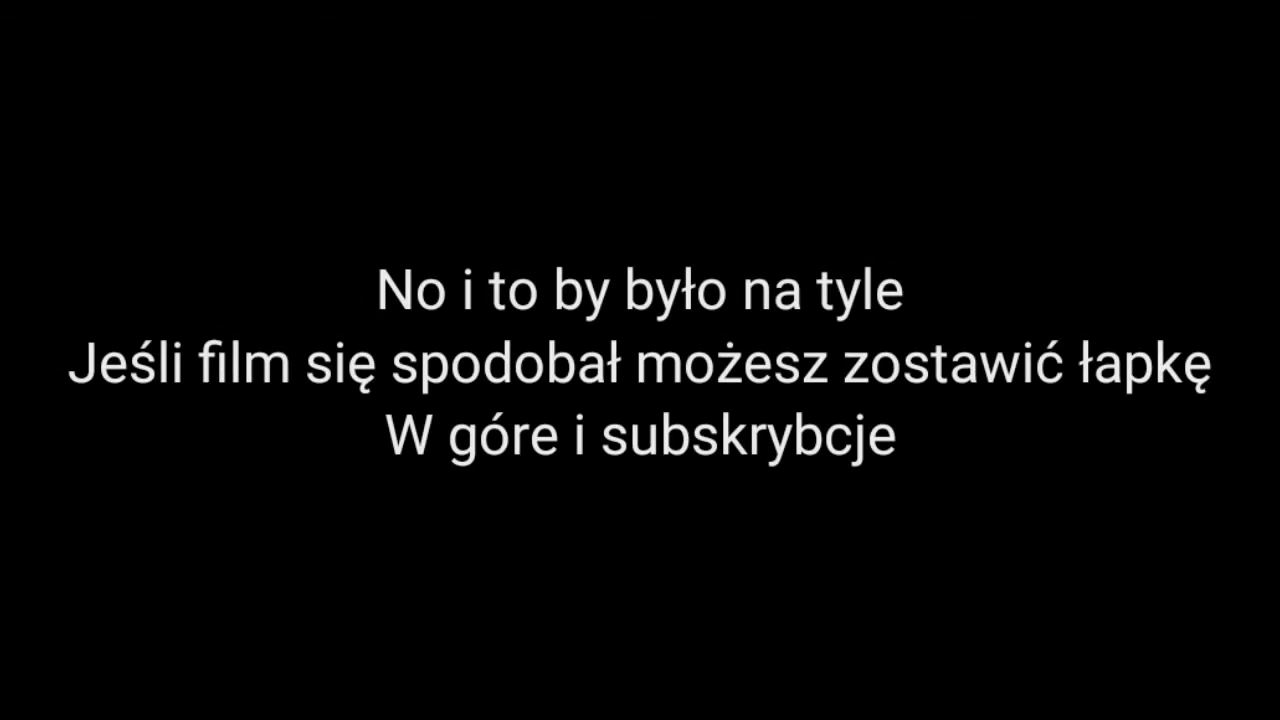 No i to by było na tyle
Jeśli film się spodobał możesz zostawić łapkę
W góre i subskrybcje